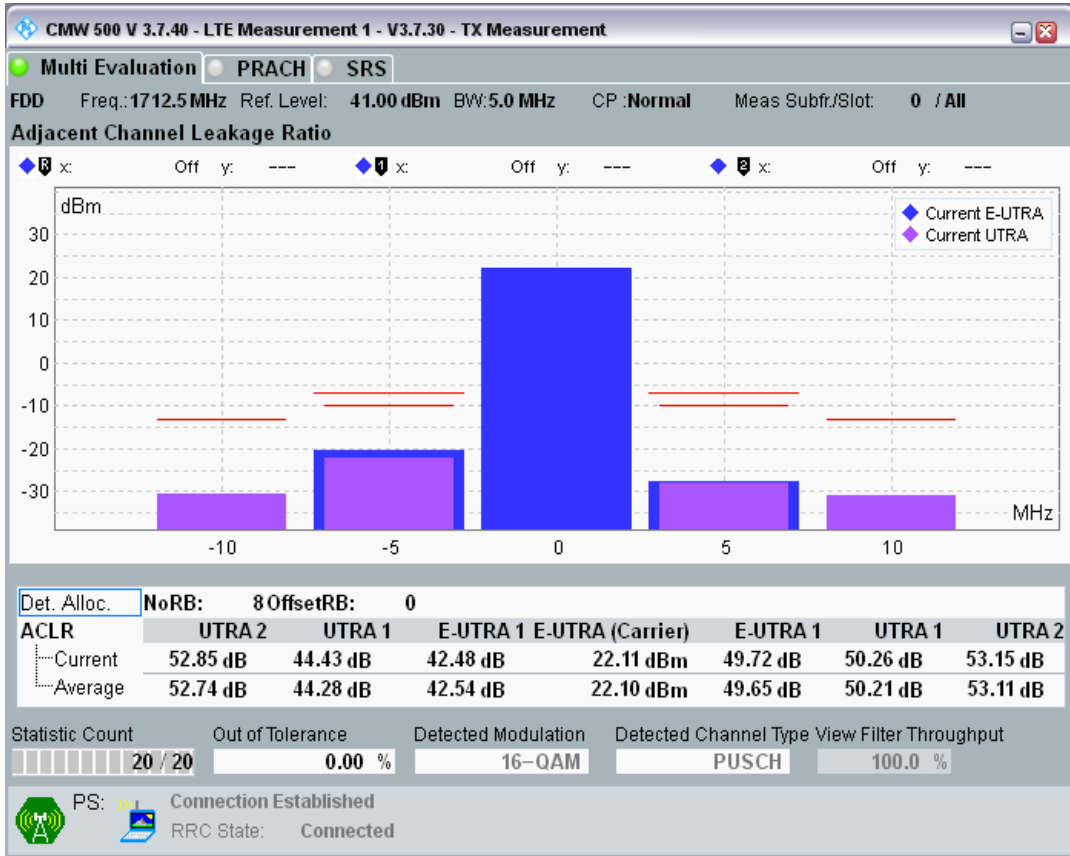 CMW 500 V 3.7.40 - LTE Measurement 1 - V3.7.30 - TX Measurement
Multi Evaluation PRACH SRS
FDD Freq.: 1712.5 MHz Ref. Level: 41.00 dBm BW: 5.0 MHz CP : Normal Meas Subfr./Slot: 0 / All
Adjacent Channel Leakage Ratio
R x: Off y: --- 1 x: Off y: --- 2 x: Off y: ---
dBm
Current E-UTRA
Current UTRA
30
20
10
0
-10
-20
-30
MHz
-10 -5 0 5 10
Det. Alloc. NoRB: 8 OffsetRB: 0
ACLR UTRA 2 UTRA 1 E-UTRA 1 E-UTRA (Carrier) E-UTRA 1 UTRA 1 UTRA 2
Current 52.85 dB 44.43 dB 42.48 dB 22.11 dBm 49.72 dB 50.26 dB 53.15 dB
Average 52.74 dB 44.28 dB 42.54 dB 22.10 dBm 49.65 dB 50.21 dB 53.11 dB
Statistic Count Out of Tolerance Detected Modulation Detected Channel Type View Filter Throughput
20 / 20 0.00 % 16-QAM PUSCH 100.0 %
PS: Connection Established
RRC State: Connected